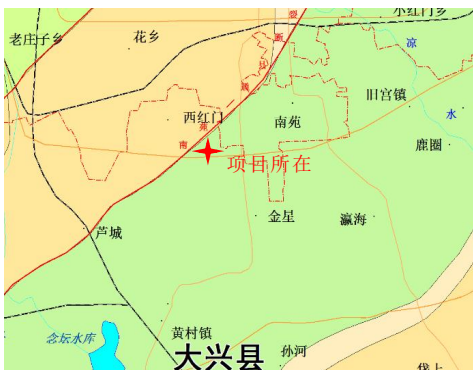 小红门乡
老庄子乡
花乡
凉
旧宫镇
西红门
南苑
水
鹿圈
南苑
项目所在
金星
瀛海
芦城
念坛水库
黄村镇
大兴县
孙河